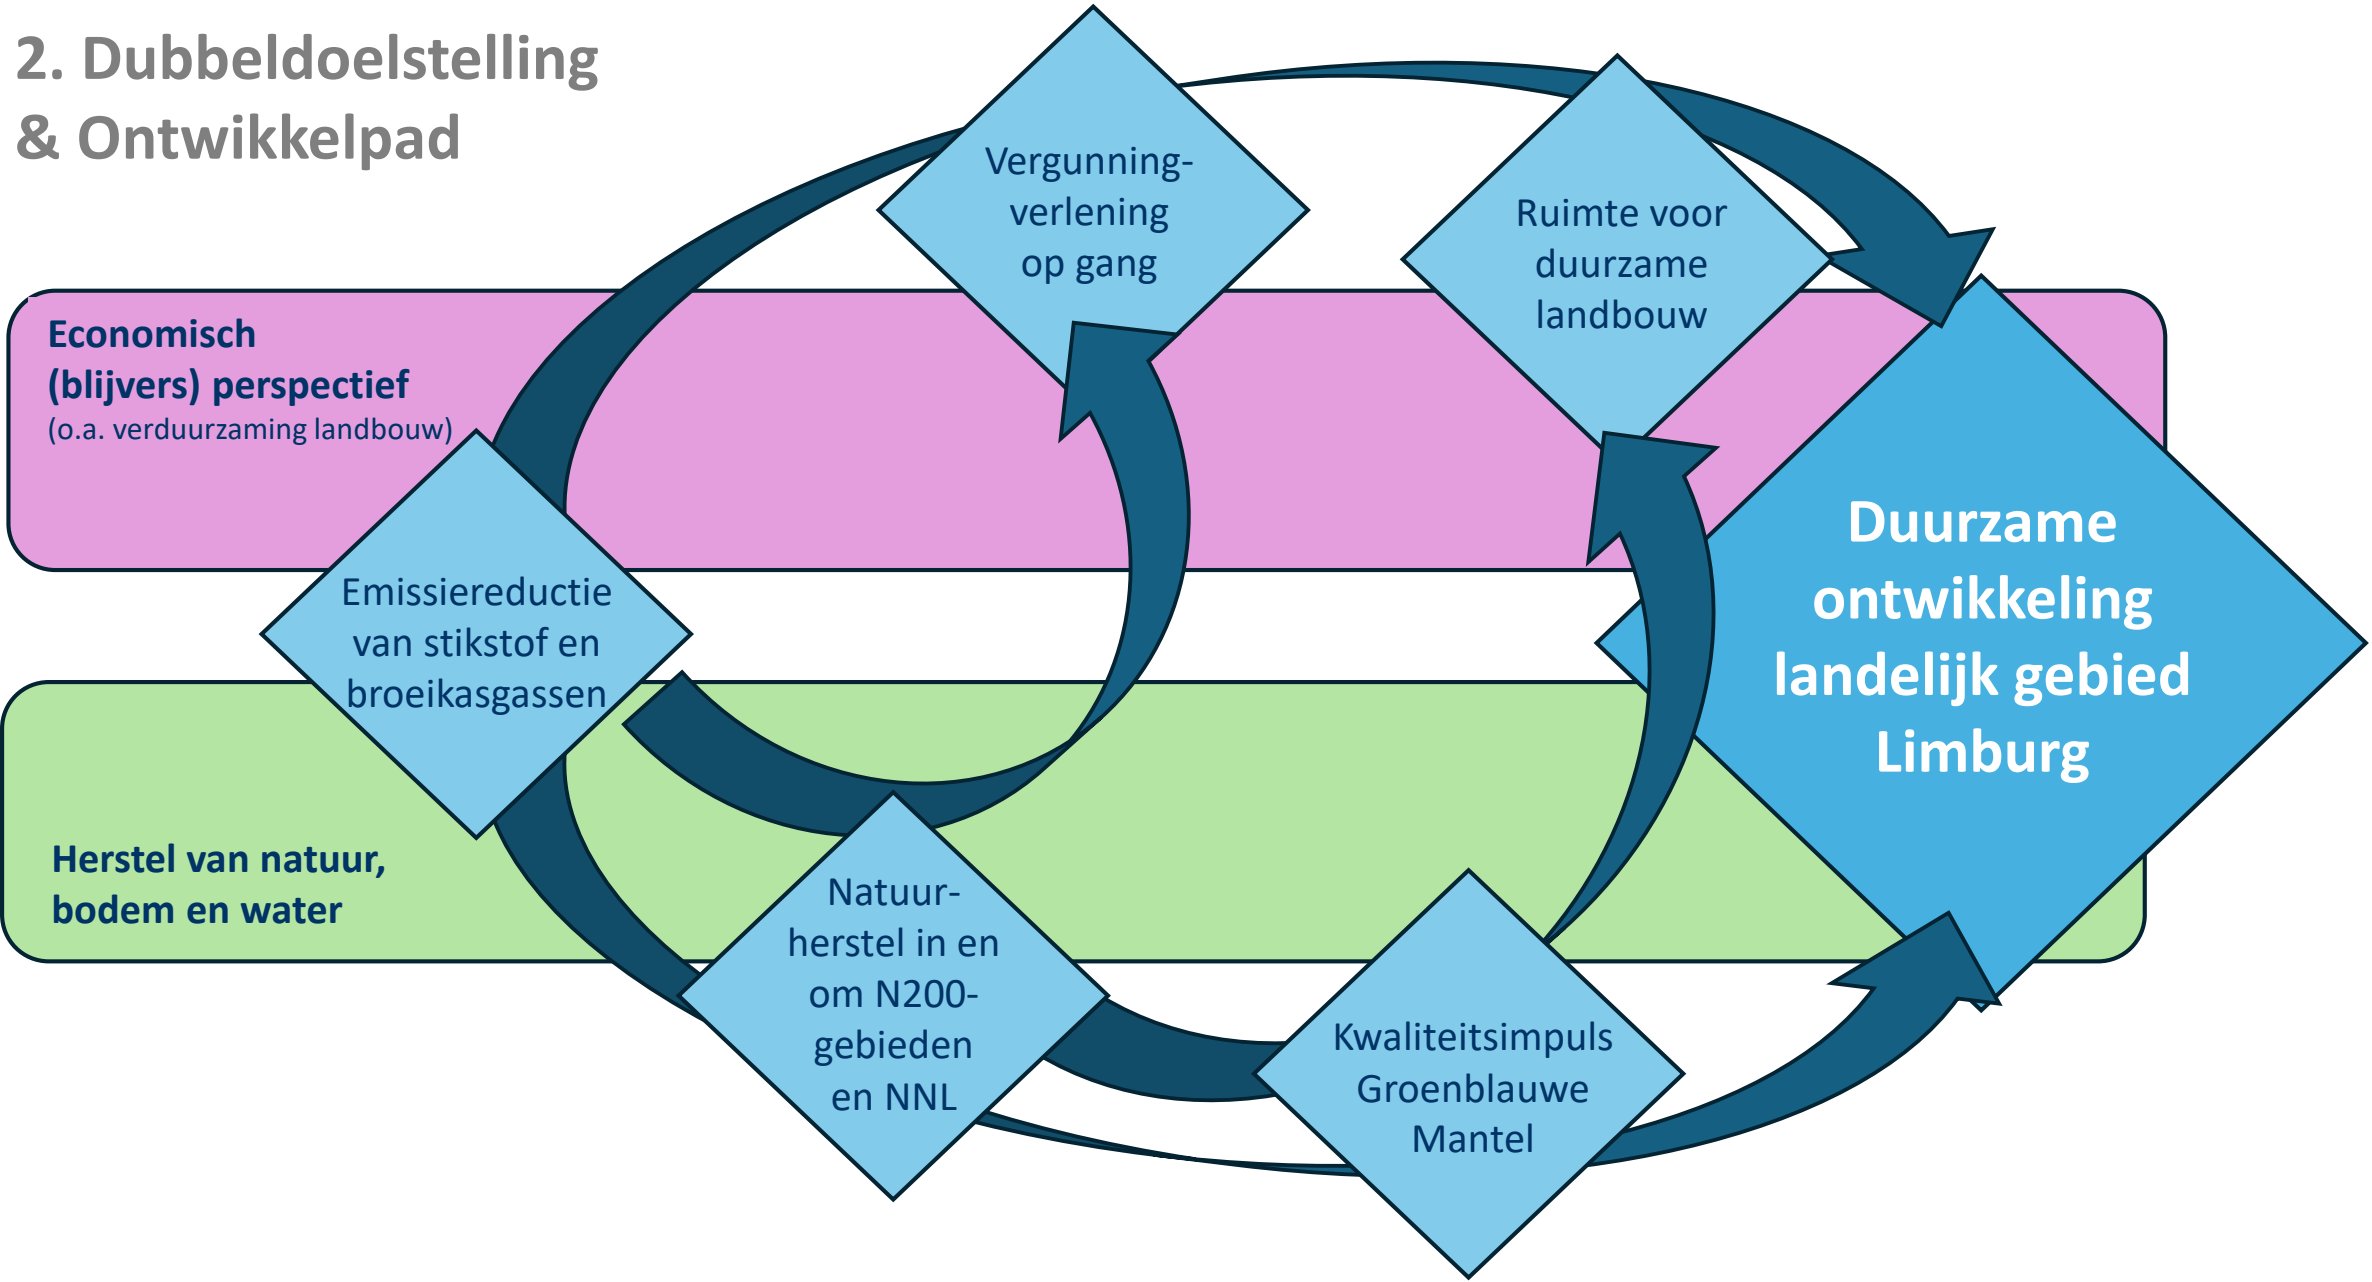 2. Dubbeldoelstelling
& Ontwikkelpad
Vergunning-
verlening
op gang
Ruimte voor
duurzame
landbouw
Economisch
(blijvers) perspectief
(o.a. verduurzaming landbouw)
Emissiereductie
van stikstof en
broeikasgassen
Duurzame
ontwikkeling
landelijk gebied
Limburg
Herstel van natuur,
bodem en water
Natuur-
herstel in en
om N200-
gebieden
en NNL
Kwaliteitsimpuls
Groenblauwe
Mantel